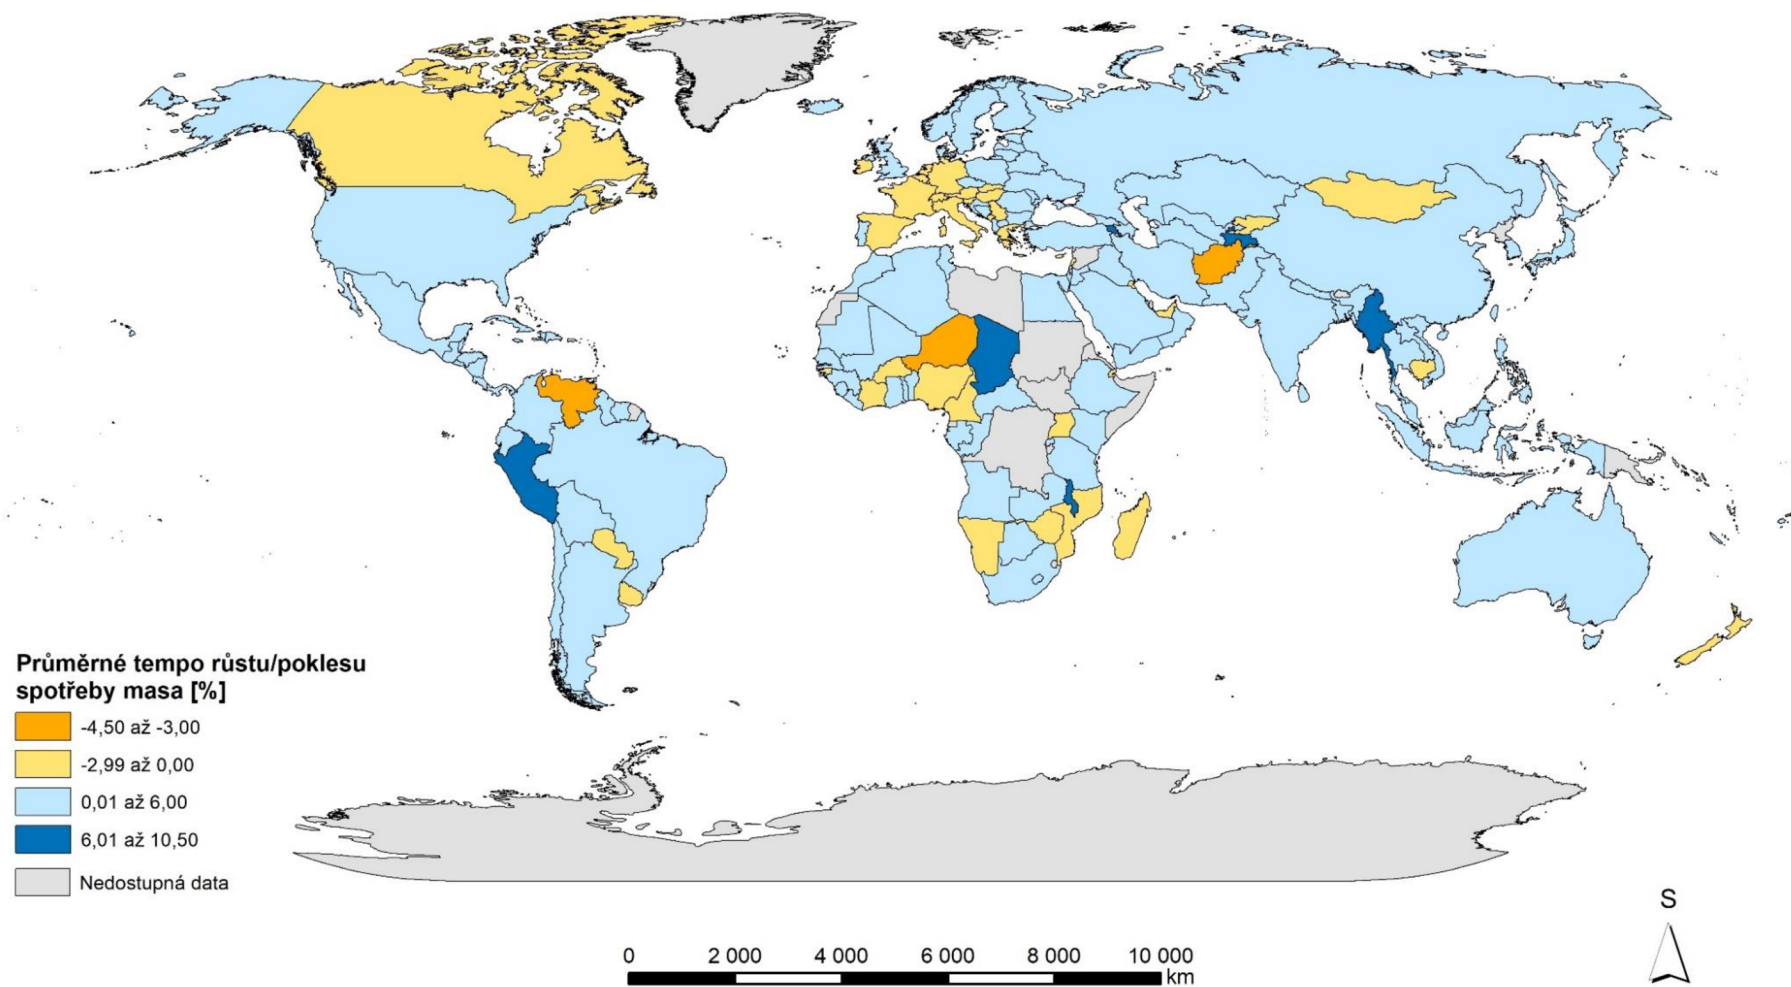 Průměrné tempo růstu/poklesu
spotřeby masa [%]
-4,50 až -3,00
-2,99 až 0,00
0,01 až 6,00
6,01 až 10,50
Nedostupná data
S
0 2 000 4 000 6 000 8 000 10 000
km